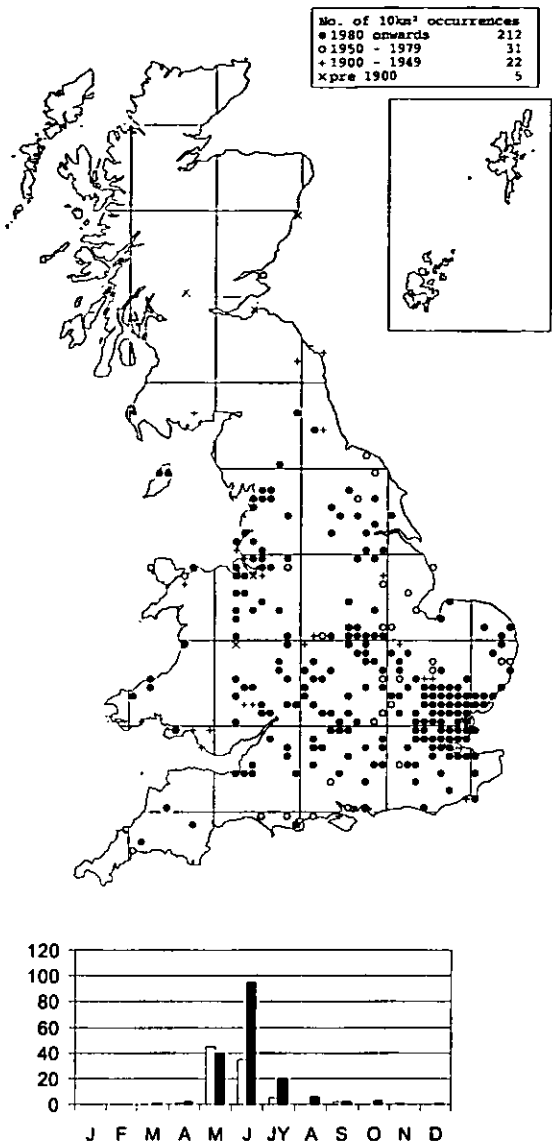 No. of 10km² occurrences
● 1980 onwards 212
○ 1950 - 1979 31
+ 1900 - 1949 22
× pre 1900 5
120
100
80
60
40
20
0
J F M A M J JY A S O N D